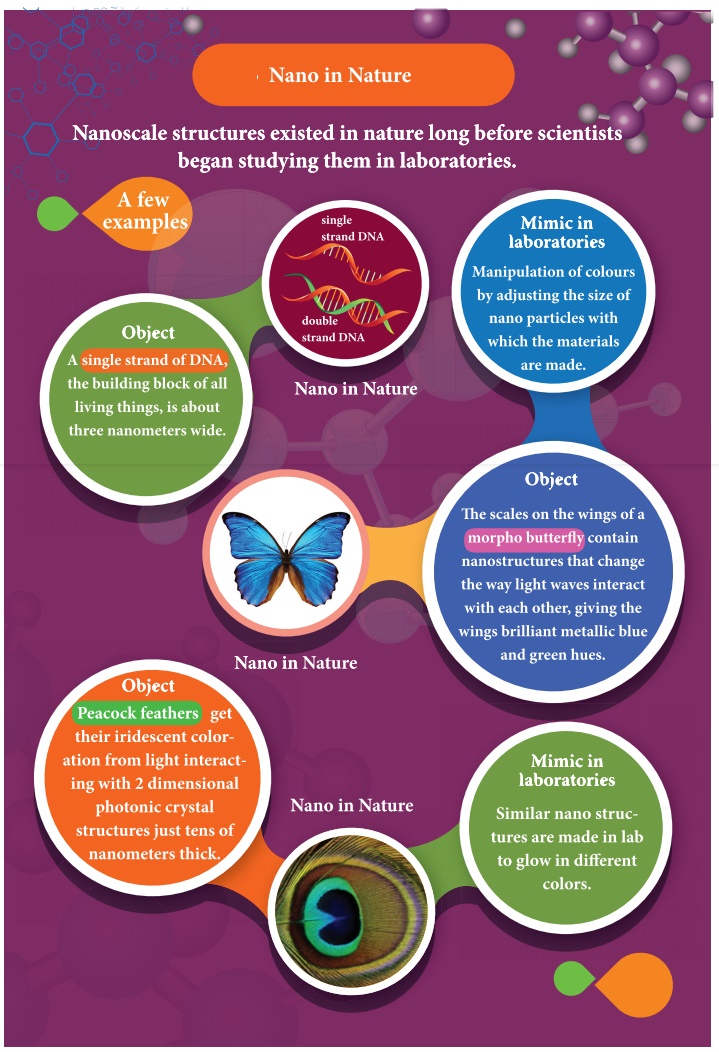 Nano in Nature
Nanoscale structures existed in nature long before scientists
began studying them in laboratories.
A few
examples
single
strand DNA
double
strand DNA
Nano in Nature
Object
A single strand of DNA,
the building block of all
living things, is about
three nanometers wide.
Mimic in
laboratories
Manipulation of colours
by adjusting the size of
nano particles with
which the materials
are made.
Object
The scales on the wings of a
morpho butterfly contain
nanostructures that change
the way light waves interact
with each other, giving the
wings brilliant metallic blue
and green hues.
Nano in Nature
Object
Peacock feathers get
their iridescent color-
ation from light interact-
ing with 2 dimensional
photonic crystal
structures just tens of
nanometers thick.
Nano in Nature
Mimic in
laboratories
Similar nano struc-
tures are made in lab
to glow in different
colors.